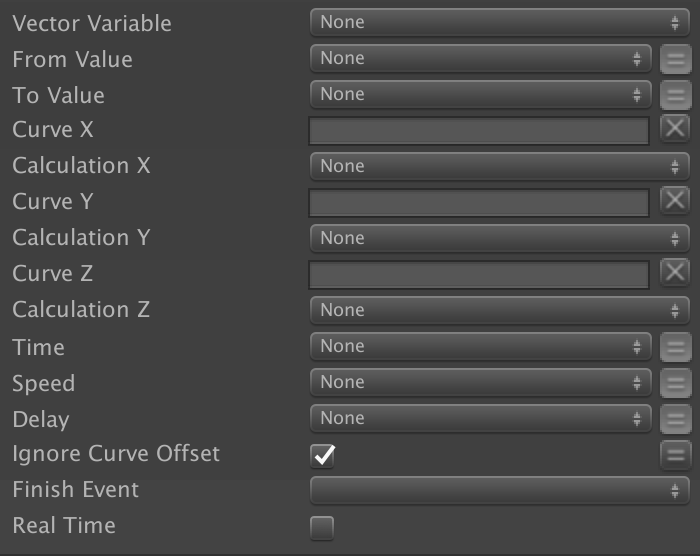 Vector Variable None
From Value None
To Value None
Curve X
Calculation X None
Curve Y
Calculation Y None
Curve Z
Calculation Z None
Time None
Speed None
Delay None
Ignore Curve Offset
Finish Event
Real Time